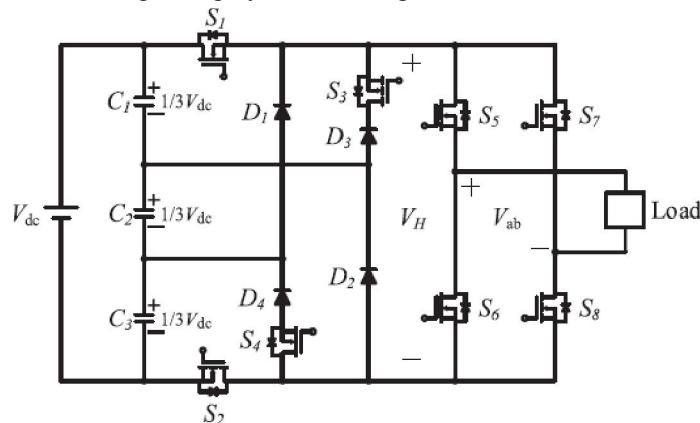 S1
C1
+
−
1/3Vdc
S3
+
D1
D3
S5
S7
Vdc
C2
+
−
1/3Vdc
VH
+
Vab
−
Load
C3
+
−
1/3Vdc
D4
D2
S4
S6
S8
−
S2